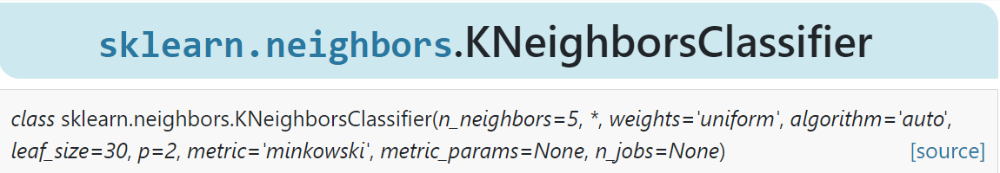 sklearn.neighbors.KNeighborsClassifier
class sklearn.neighbors.KNeighborsClassifier(n_neighbors=5, *, weights='uniform', algorithm='auto',
leaf_size=30, p=2, metric='minkowski', metric_params=None, n_jobs=None) [source]